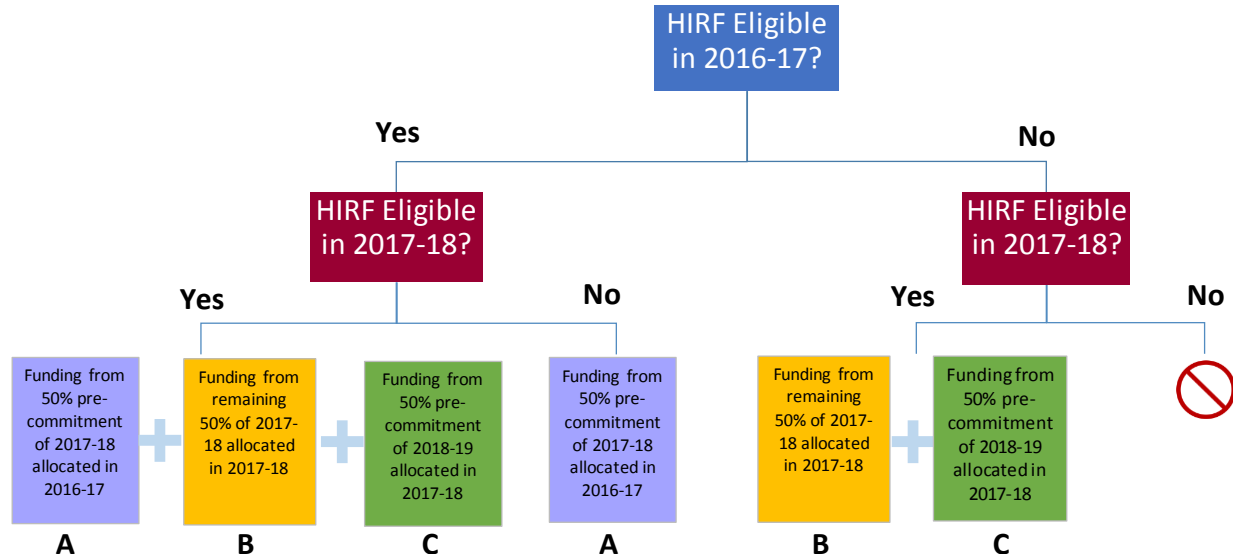 HIRF Eligible
in 2016-17?
Yes
No
HIRF Eligible
in 2017-18?
HIRF Eligible
in 2017-18?
Yes
No
Yes
No
Funding from
50% pre-
commitment
of 2017-18
allocated in
2016-17
Funding from
remaining
50% of 2017-
18 allocated
in 2017-18
Funding from
50% pre-
commitment
of 2018-19
allocated in
2017-18
Funding from
50% pre-
commitment
of 2017-18
allocated in
2016-17
Funding from
remaining
50% of 2017-
18 allocated
in 2017-18
Funding from
50% pre-
commitment
of 2018-19
allocated in
2017-18
A
B
C
A
B
C